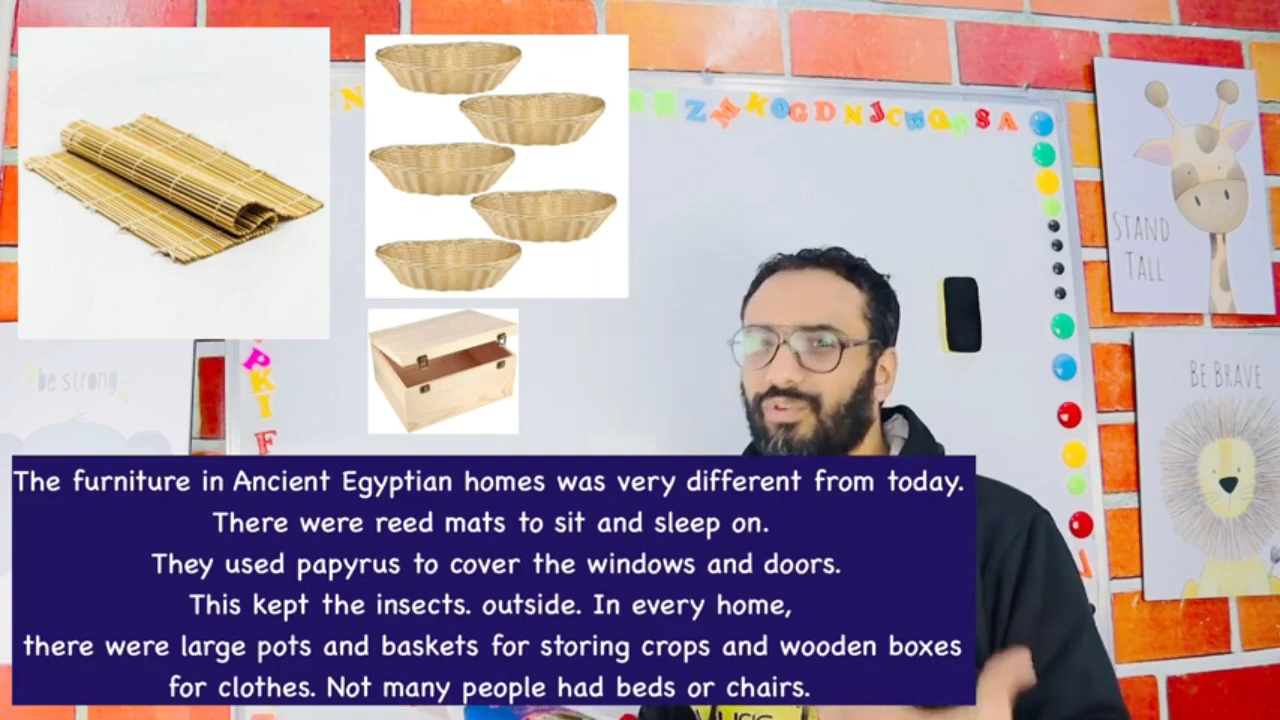 N
Z M K O G D N J C W G A S A
STAND
TALL
be strong
BE BRAVE
P
K
I
F
The furniture in Ancient Egyptian homes was very different from today.
There were reed mats to sit and sleep on.
They used papyrus to cover the windows and doors.
This kept the insects. outside. In every home,
there were large pots and baskets for storing crops and wooden boxes
for clothes. Not many people had beds or chairs.
MUSIC